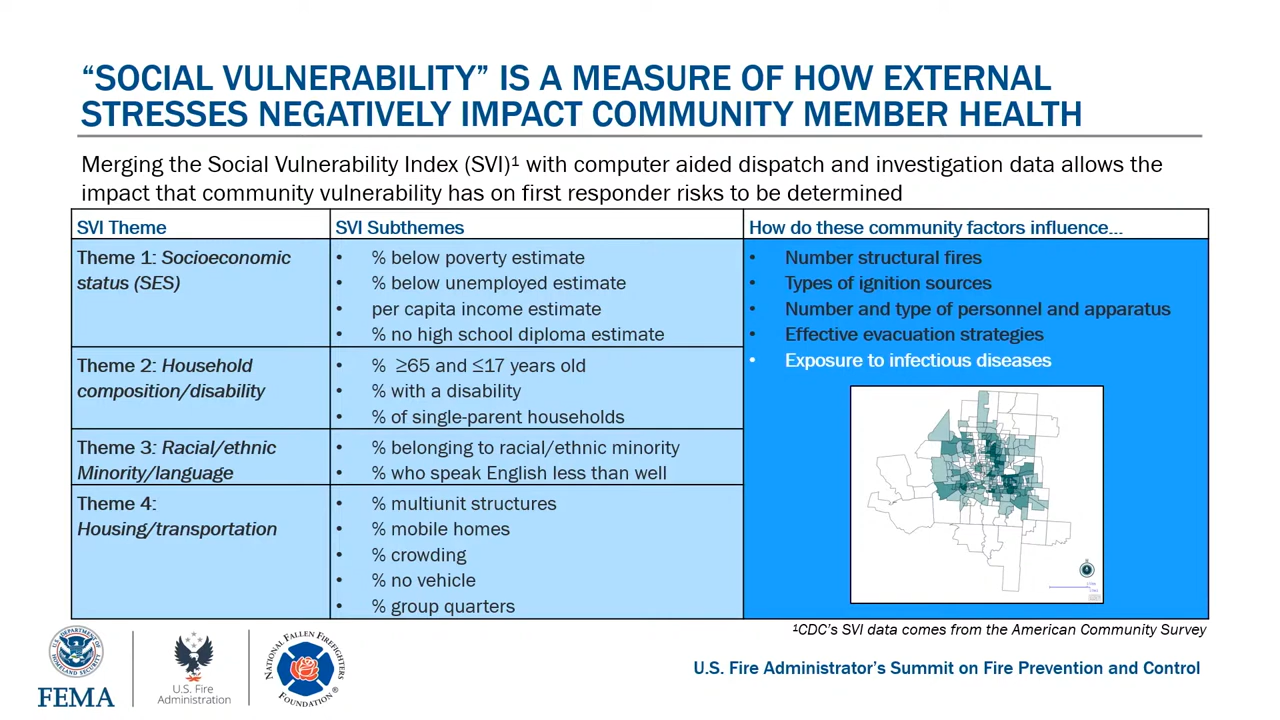 “SOCIAL VULNERABILITY” IS A MEASURE OF HOW EXTERNAL
STRESSES NEGATIVELY IMPACT COMMUNITY MEMBER HEALTH
Merging the Social Vulnerability Index (SVI)¹ with computer aided dispatch and investigation data allows the
impact that community vulnerability has on first responder risks to be determined
SVI Theme
SVI Subthemes
How do these community factors influence...
Theme 1: Socioeconomic
status (SES)
• % below poverty estimate
• % below unemployed estimate
• per capita income estimate
• % no high school diploma estimate
• Number structural fires
• Types of ignition sources
• Number and type of personnel and apparatus
• Effective evacuation strategies
• Exposure to infectious diseases
Theme 2: Household
composition/disability
• % ≥65 and ≤17 years old
• % with a disability
• % of single-parent households
Theme 3: Racial/ethnic
Minority/language
• % belonging to racial/ethnic minority
• % who speak English less than well
Theme 4:
Housing/transportation
• % multiunit structures
• % mobile homes
• % crowding
• % no vehicle
• % group quarters
¹CDC’s SVI data comes from the American Community Survey
U.S. DEPARTMENT OF
HOMELAND SECURITY
FEMA
U.S. Fire
Administration
NATIONAL FALLEN FIREFIGHTERS
FOUNDATION®
U.S. Fire Administrator’s Summit on Fire Prevention and Control